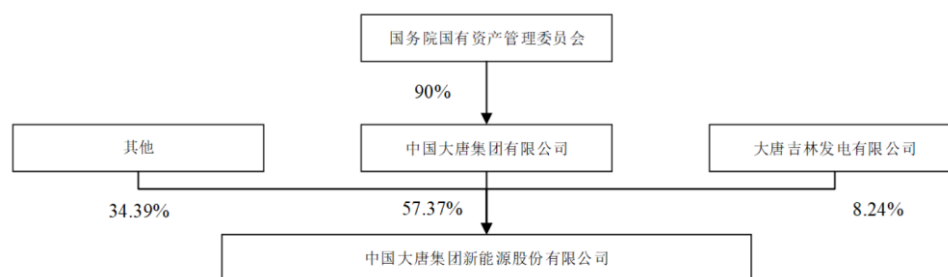 国务院国有资产管理委员会
90%
其他
中国大唐集团有限公司
大唐吉林发电有限公司
34.39%
57.37%
8.24%
中国大唐集团新能源股份有限公司